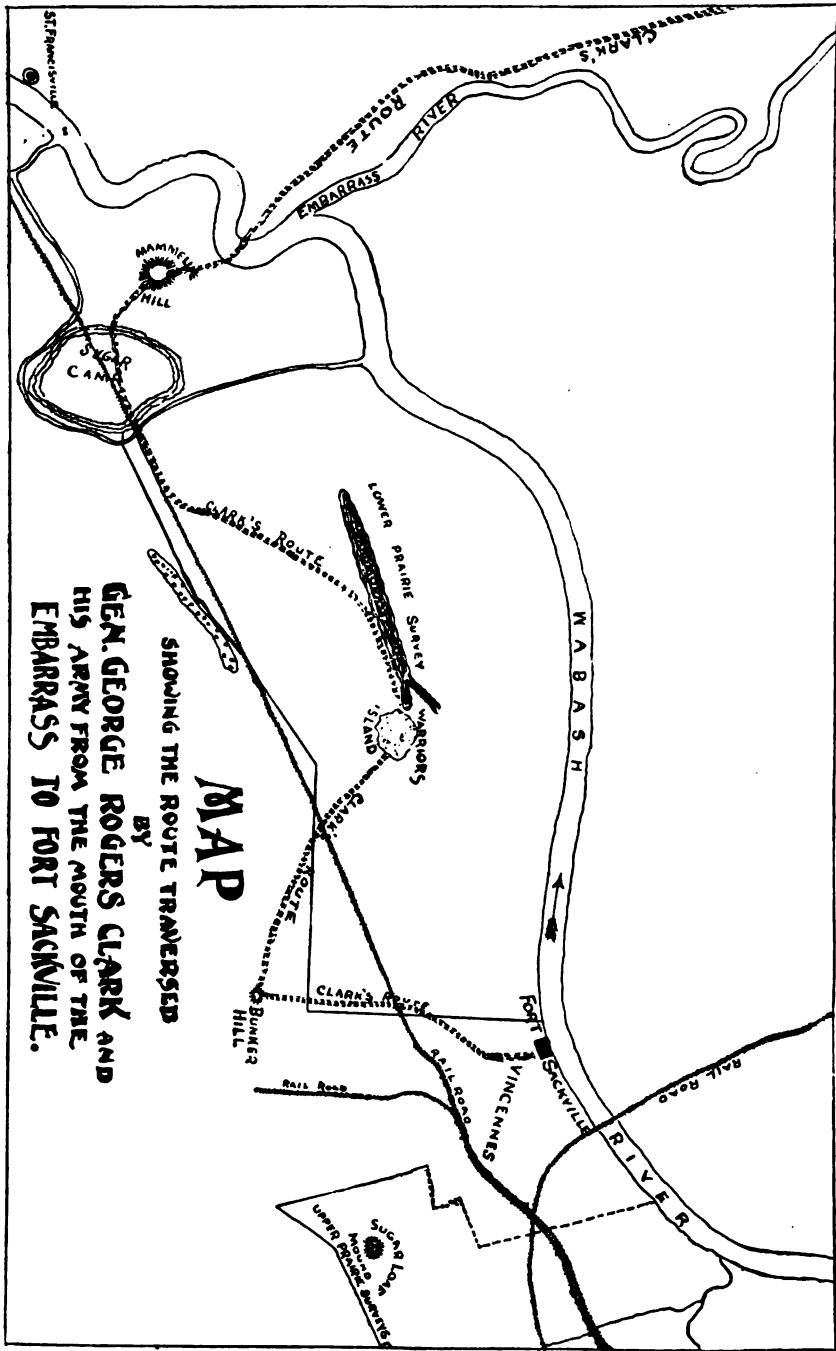 MAP
SHOWING THE ROUTE TRAVERSED
BY
GEN. GEORGE ROGERS CLARK AND
HIS ARMY FROM THE MOUTH OF THE
EMBARRASS TO FORT SACKVILLE.
ST. FRANCISVILLE
CLARK'S
ROUTE
EMBARRASS
RIVER
MAMMELL
HILL
SUGAR
CAMP
CLARK'S ROUTE
LOWER PRAIRIE SURVEY
WARRIORS
ISLAND
CLARK'S
ROUTE
BUNKER
HILL
CLARK'S ROUTE
WABASH
RIVER
FORT
SACKVILLE
VINCENNES
RAIL ROAD
RAIL ROAD
RAIL ROAD
SUGAR LOAF
MOUND
UPPER PRAIRIE SURVEYS